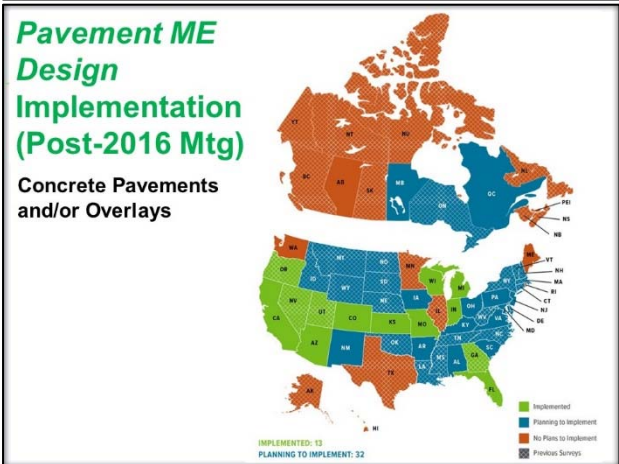 Pavement ME
Design
Implementation
(Post-2016 Mtg)
Concrete Pavements
and/or Overlays
YT
NT
NU
BC
AB
SK
MB
ON
QC
NL
PEI
NS
NB
WA
OR
CA
NV
ID
MT
WY
UT
AZ
CO
NM
ND
SD
NE
KS
OK
TX
MN
IA
MO
AR
LA
WI
IL
MI
IN
OH
KY
TN
MS
AL
GA
FL
SC
NC
VA
WV
PA
NY
ME
VT
NH
MA
RI
CT
NJ
DE
MD
AK
HI
Implemented
Planning to Implement
No Plans to Implement
Previous Surveys
IMPLEMENTED: 13
PLANNING TO IMPLEMENT: 32